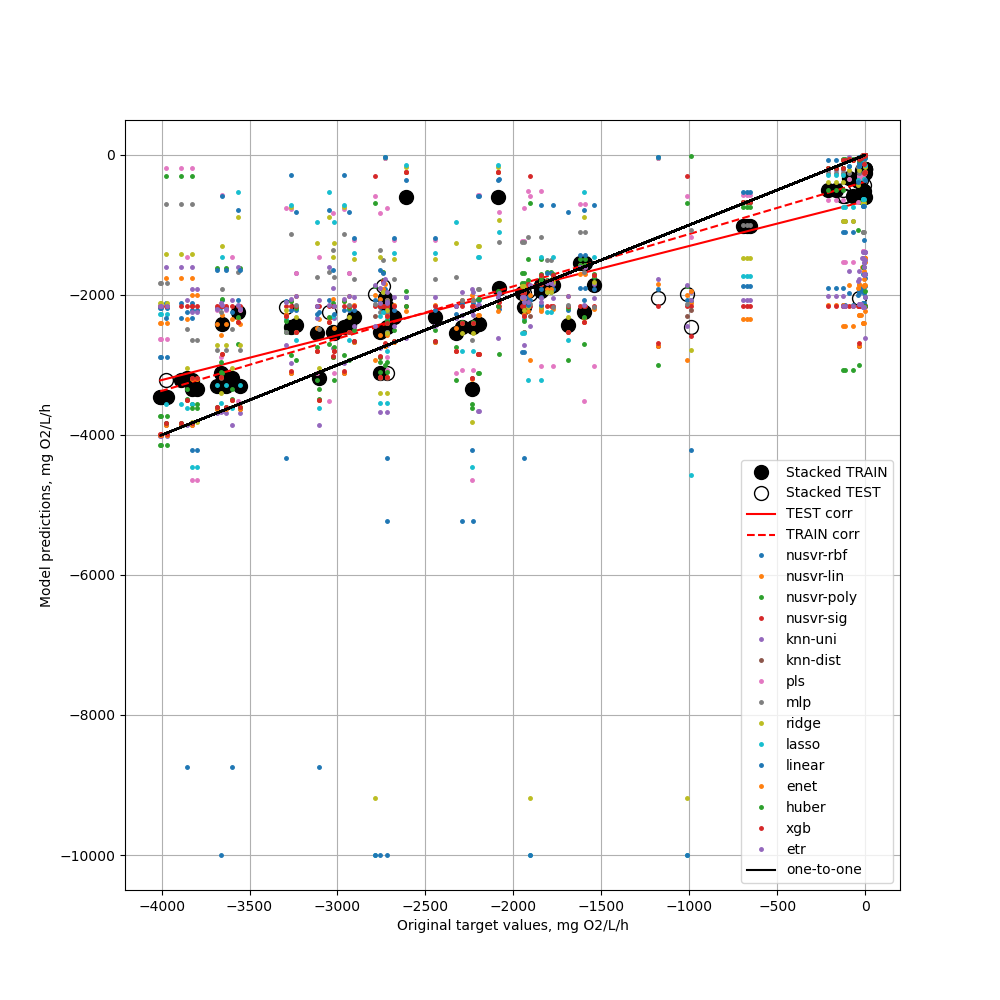 0
−2000
−4000
−6000
−8000
−10000
Model predictions, mg O2/L/h
Stacked TRAIN
Stacked TEST
TEST corr
TRAIN corr
nusvr-rbf
nusvr-lin
nusvr-poly
nusvr-sig
knn-uni
knn-dist
pls
mlp
ridge
lasso
linear
enet
huber
xgb
etr
one-to-one
−4000 −3500 −3000 −2500 −2000 −1500 −1000 −500 0
Original target values, mg O2/L/h